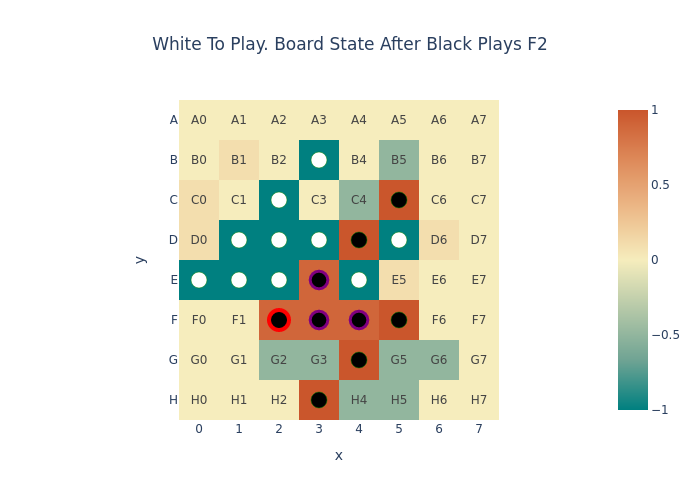 White To Play. Board State After Black Plays F2
A A0 A1 A2 A3 A4 A5 A6 A7
B B0 B1 B2 B4 B5 B6 B7
C C0 C1 C3 C4 C6 C7
D D0 D6 D7
E E5 E6 E7
F F0 F1 F6 F7
G G0 G1 G2 G3 G5 G6 G7
H H0 H1 H2 H4 H5 H6 H7
0 1 2 3 4 5 6 7
x
y
1
0.5
0
−0.5
−1